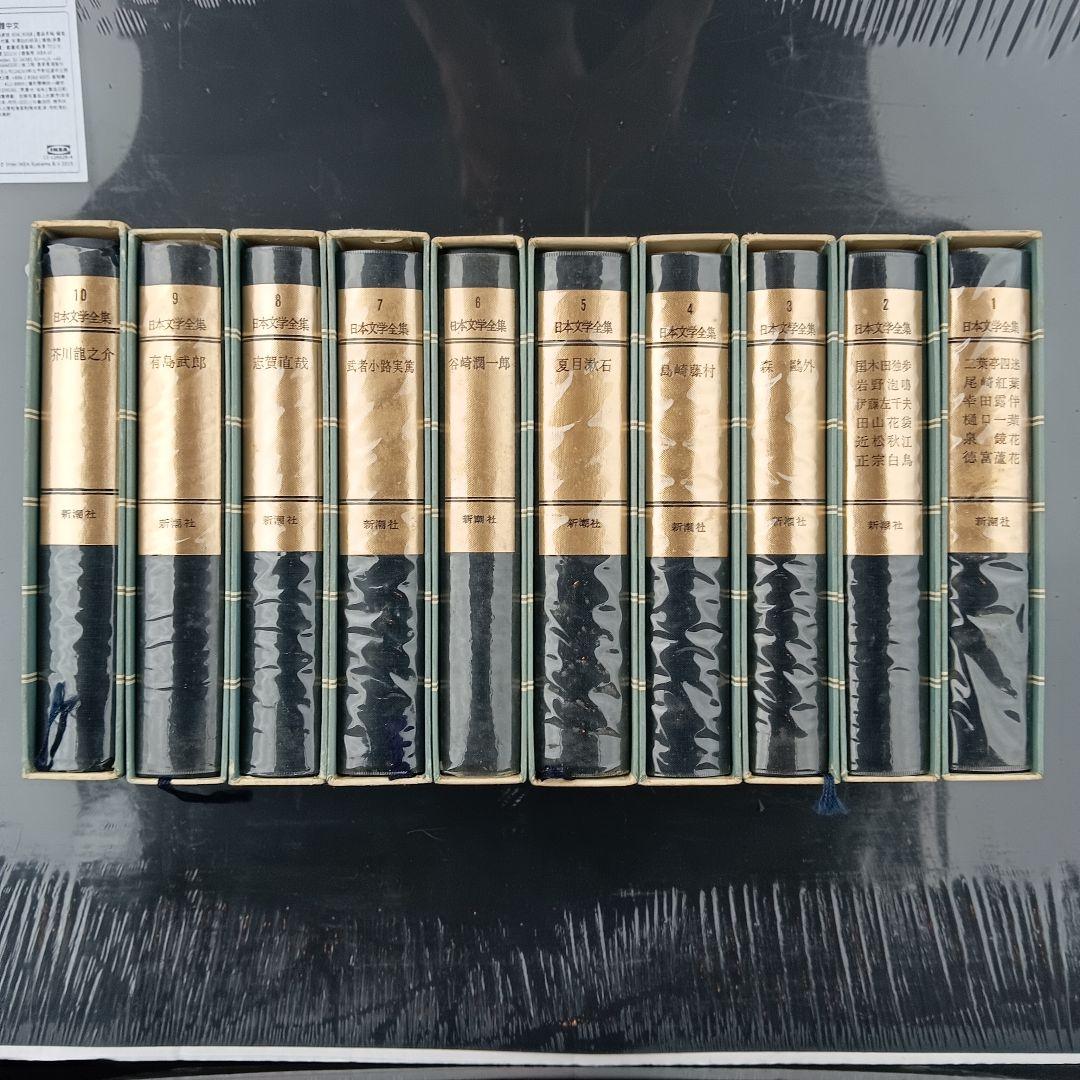 體中文
IKEA
© Inter IKEA Systems B.V. 2015
10
日本文学全集
芥川龍之介
新潮社
9
日本文学全集
有島武郎
新潮社
8
日本文学全集
志賀直哉
新潮社
7
日本文学全集
武者小路実篤
新潮社
6
日本文学全集
谷崎潤一郎
新潮社
5
日本文学全集
夏目漱石
新潮社
4
日本文学全集
島崎藤村
新潮社
3
日本文学全集
森 鷗外
新潮社
2
日本文学全集
国木田独歩
岩野泡鳴
伊藤左千夫
田山花袋
近松秋江
正宗白鳥
新潮社
1
日本文学全集
二葉亭四迷
尾崎紅葉
幸田露伴
樋口一葉
泉 鏡花
徳富蘆花
新潮社